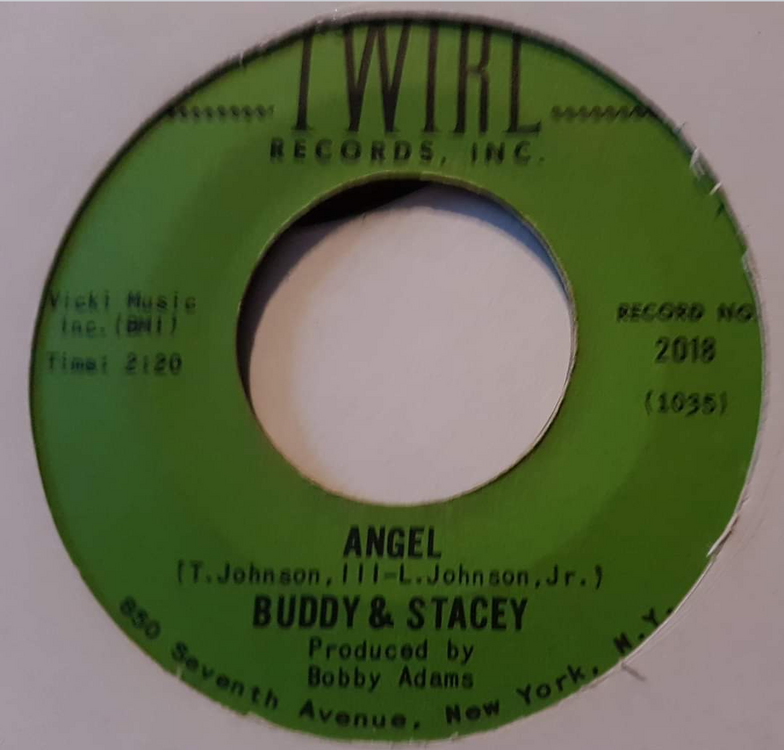 TWIRL
RECORDS, INC.
Vicki Music
Inc. (BMI)
Time: 2:20
RECORD NO.
2018
(1035)
ANGEL
(T.Johnson,III-L.Johnson,Jr.)
BUDDY & STACEY
Produced by
Bobby Adams
850 Seventh Avenue, New York, N.Y.